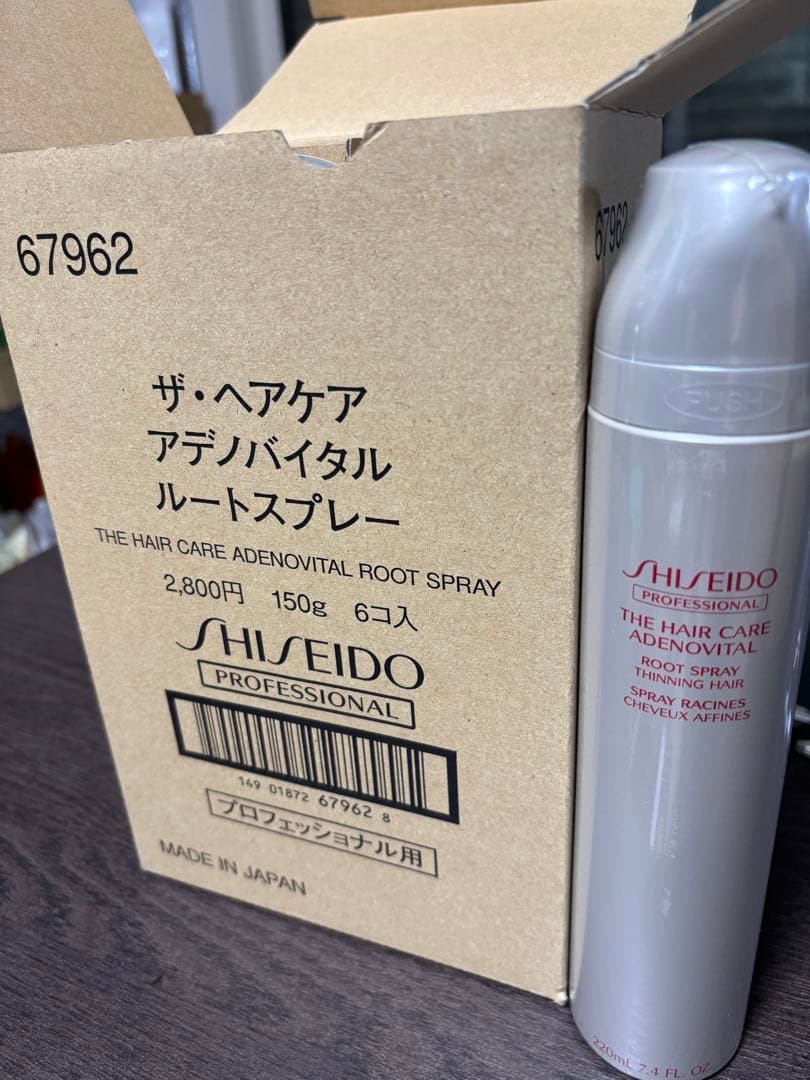 67962
ザ・ヘアケア
アデノバイタル
ルートスプレー
THE HAIR CARE ADENOVITAL ROOT SPRAY
2,800円 150g 6コ入
SHISEIDO
PROFESSIONAL
149 01872 67962 8
プロフェッショナル用
MADE IN JAPAN
67962
PUSH
SHISEIDO
PROFESSIONAL
THE HAIR CARE
ADENOVITAL
ROOT SPRAY
THINNING HAIR
SPRAY RACINES
CHEVEUX AFFINES
220mL 7.4 FL. OZ.